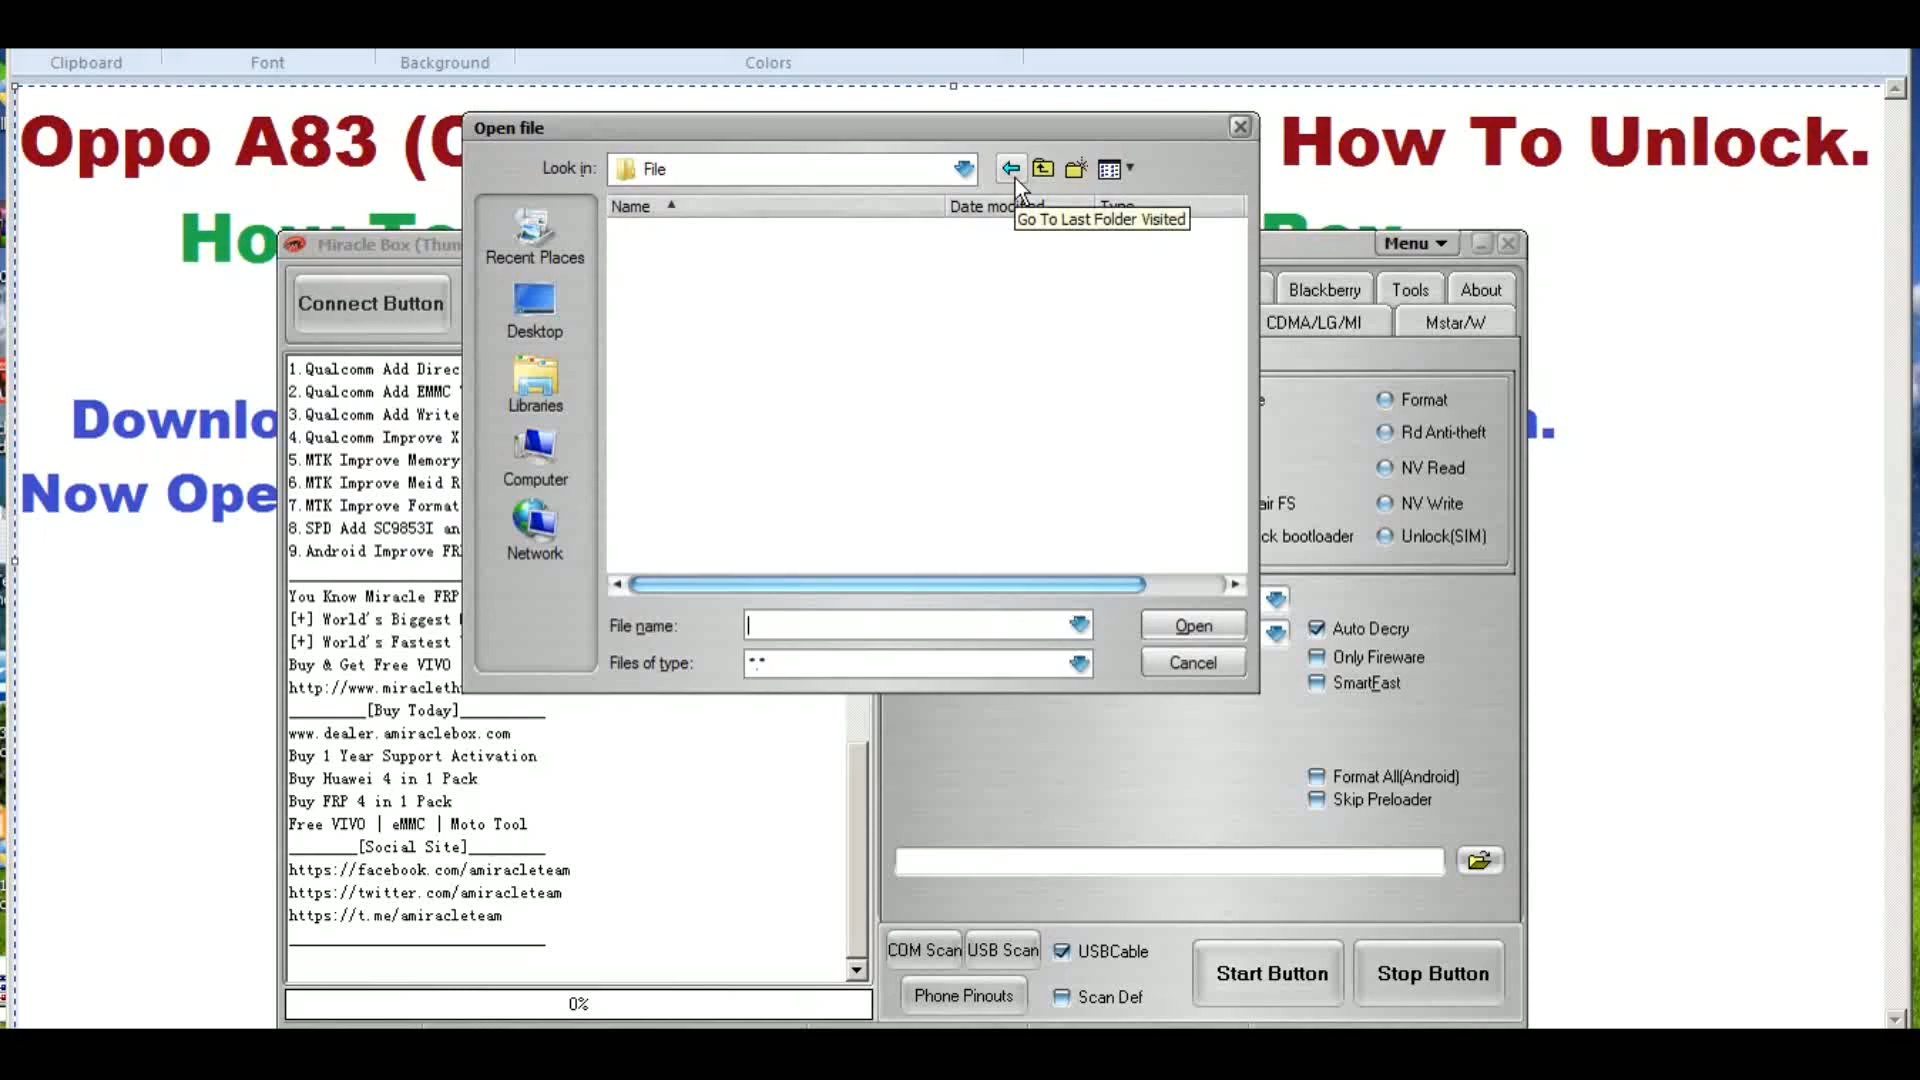 Clipboard
Font
Background
Colors
Oppo A83 (
How To Unlock.
How
Miracle Box (Thun
Menu
Connect Button
Blackberry
Tools
About
CDMA/LG/MI
Mstar/W
Open file
Look in:
File
Name
Date
Go To Last Folder Visited
Recent Places
Desktop
Libraries
Computer
Network
File name:
Open
Files of type:
*.*
Cancel
1.Qualcomm Add Direc
2.Qualcomm Add EMMC
3.Qualcomm Add Write
4.Qualcomm Improve X
5.MTK Improve Memory
6.MTK Improve Meid R
7.MTK Improve Format
8.SPD Add SC9853I an
9.Android Improve FR
You Know Miracle FRP
[+] World's Biggest
[+] World's Fastest
Buy & Get Free VIVO
http://www.miracleth
[Buy Today]
www.dealer.amiraclebox.com
Buy 1 Year Support Activation
Buy Huawei 4 in 1 Pack
Buy FRP 4 in 1 Pack
Free VIVO | eMMC | Moto Tool
[Social Site]
https://facebook.com/amiracleteam
https://twitter.com/amiracleteam
https://t.me/amiracleteam
0%
Downlo
Now Ope
Format
Rd Anti-theft
NV Read
air FS
NV Write
ck bootloader
Unlock(SIM)
Auto Decry
Only Fireware
SmartFast
Format All(Android)
Skip Preloader
COM Scan
USB Scan
USBCable
Phone Pinouts
Scan Def
Start Button
Stop Button